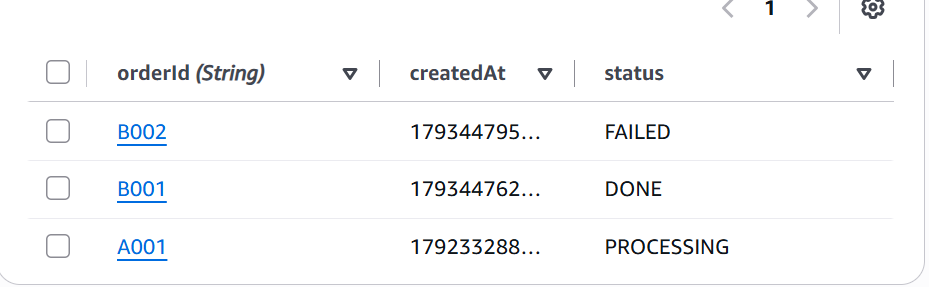 1
orderId (String) createdAt status
B002 179344795... FAILED
B001 179344762... DONE
A001 179233288... PROCESSING